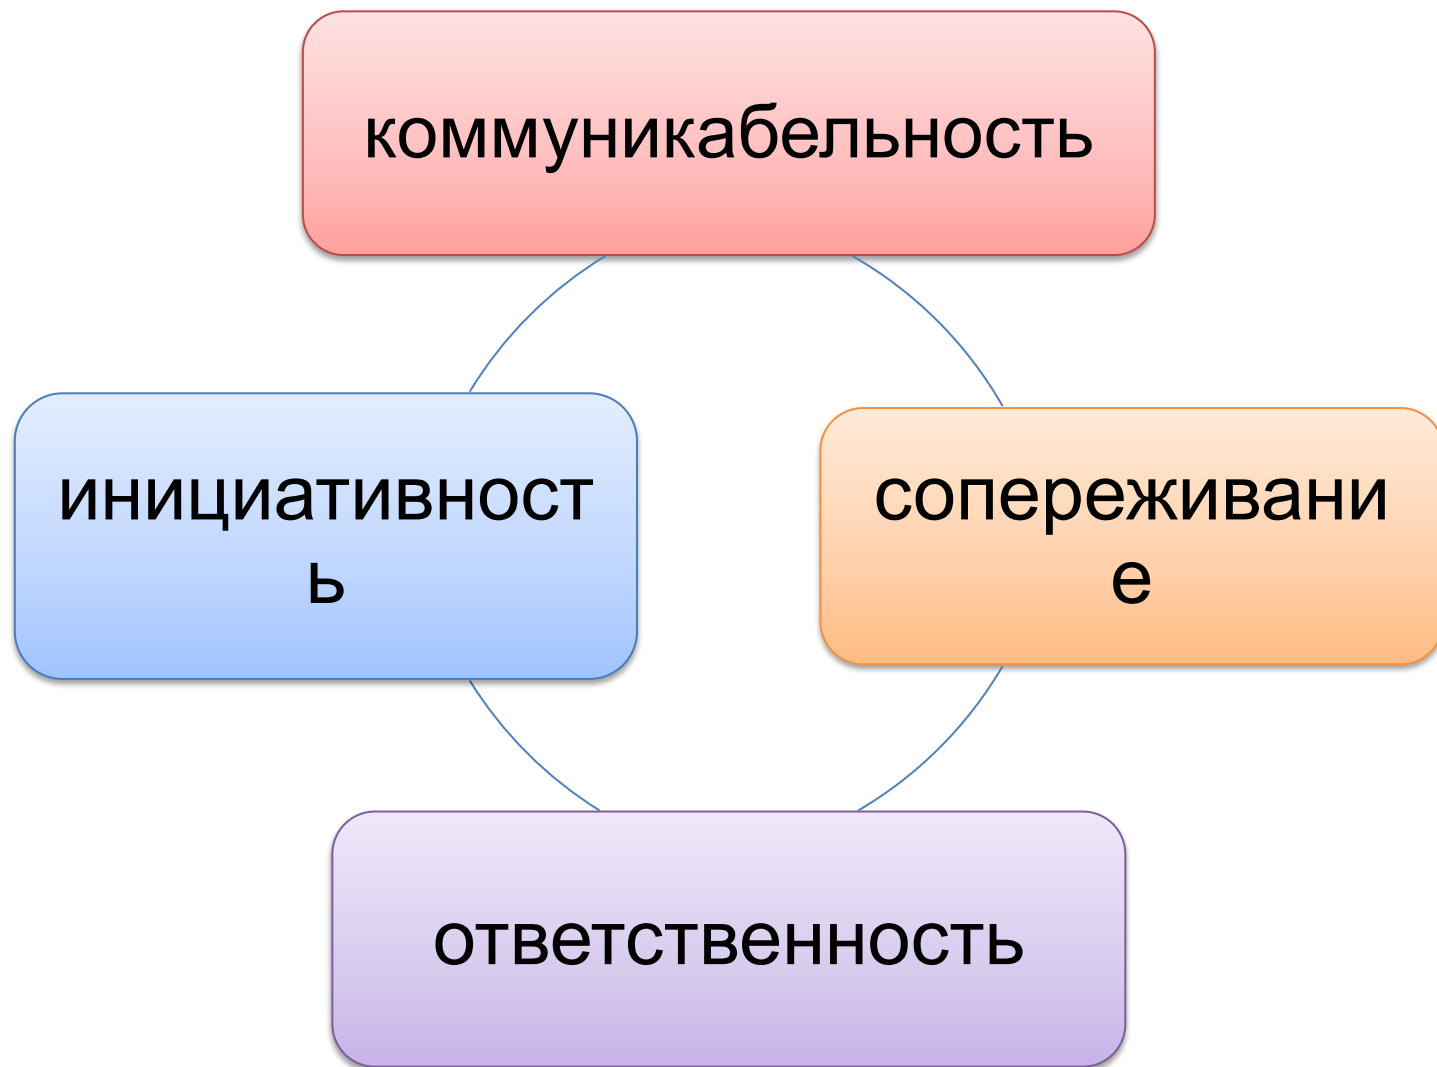 коммуникабельность
инициативност
ь
сопереживани
е
ответственность